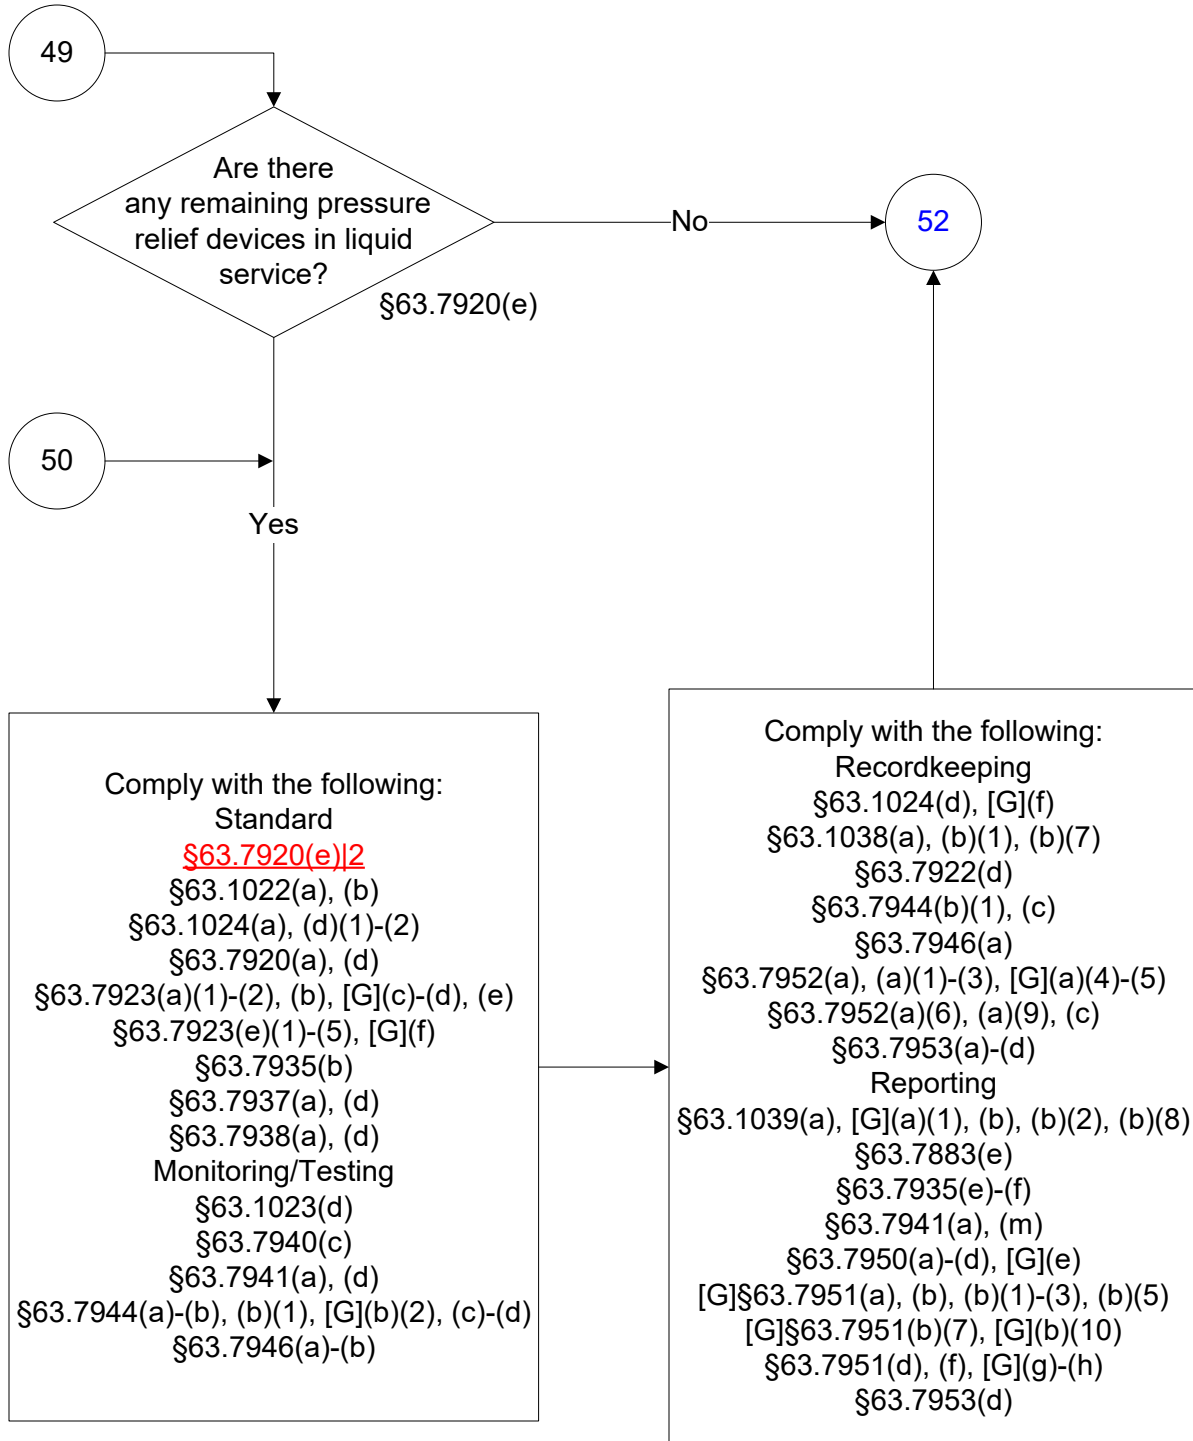 49
Are there
any remaining pressure
relief devices in liquid
service?
§63.7920(e)
No
52
50
Yes
Comply with the following:
Standard
§63.7920(e)|2
§63.1022(a), (b)
§63.1024(a), (d)(1)-(2)
§63.7920(a), (d)
§63.7923(a)(1)-(2), (b), [G](c)-(d), (e)
§63.7923(e)(1)-(5), [G](f)
§63.7935(b)
§63.7937(a), (d)
§63.7938(a), (d)
Monitoring/Testing
§63.1023(d)
§63.7940(c)
§63.7941(a), (d)
§63.7944(a)-(b), (b)(1), [G](b)(2), (c)-(d)
§63.7946(a)-(b)
Comply with the following:
Recordkeeping
§63.1024(d), [G](f)
§63.1038(a), (b)(1), (b)(7)
§63.7922(d)
§63.7944(b)(1), (c)
§63.7946(a)
§63.7952(a), (a)(1)-(3), [G](a)(4)-(5)
§63.7952(a)(6), (a)(9), (c)
§63.7953(a)-(d)
Reporting
§63.1039(a), [G](a)(1), (b), (b)(2), (b)(8)
§63.7883(e)
§63.7935(e)-(f)
§63.7941(a), (m)
§63.7950(a)-(d), [G](e)
[G]§63.7951(a), (b), (b)(1)-(3), (b)(5)
[G]§63.7951(b)(7), [G](b)(10)
§63.7951(d), (f), [G](g)-(h)
§63.7953(d)